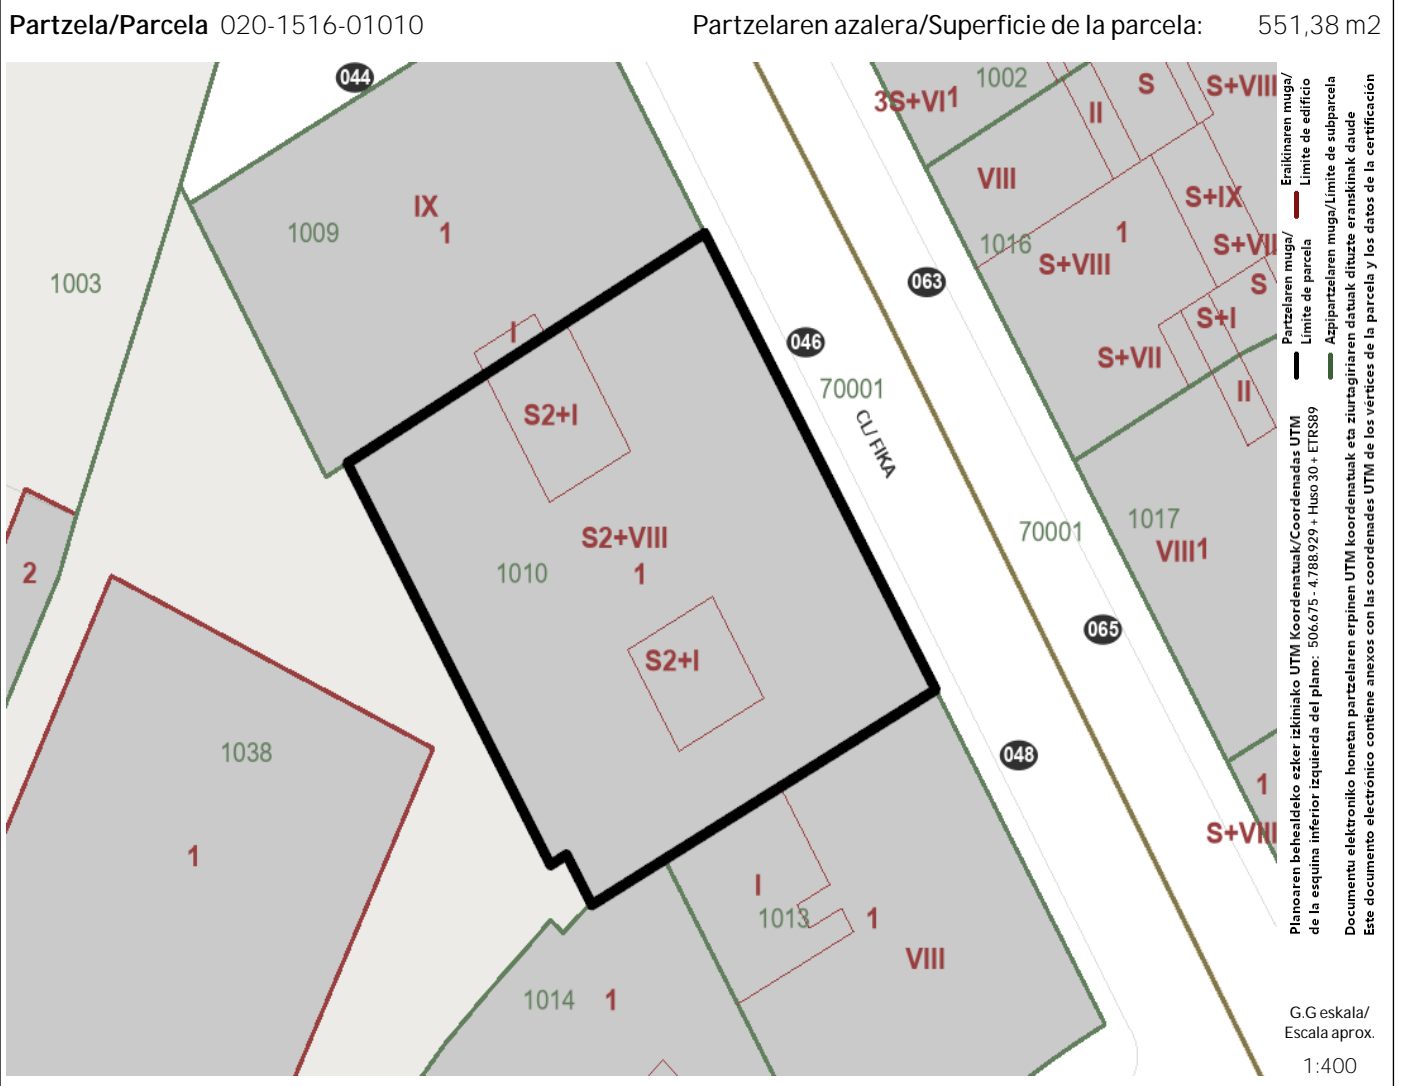 Partzela/Parcela 020-1516-01010
Partzelaren azalera/Superficie de la parcela: 551,38 m2
044
1002
3S+VI1
S
S+VIII
II
VIII
IX
1
1009
S+IX
1
1016
S+VIII
S+VII
1003
063
S
I
046
S+I
S+VII
70001
II
S2+I
CL/ FIKA
S2+VIII
1
1010
70001
1017
VIII1
2
065
S2+I
1038
048
1
S+VIII
1
I
1013
1
VIII
1014
1
Eraikinaren muga/
Limite de edificio
Partzelaren muga/
Limite de parcela
Azpipartzelaren muga/Límite de subparcela
Planoaren behealdeko ezker izkiniako UTM Koordenatuak/Coordenadas UTM
de la esquina inferior izquierda del plano: 506.675 - 4.788.929 + Huso 30 + ETRS89
Documentu elektroniko honetan partzelaren erpinen UTM koordenatuak eta ziurtagiriaren datuak dituzte eranskinak daude
Este documento electrónico contiene anexos con las coordenades UTM de los vértices de la parcela y los datos de la certificación
G.G eskala/
Escala aprox.
1:400